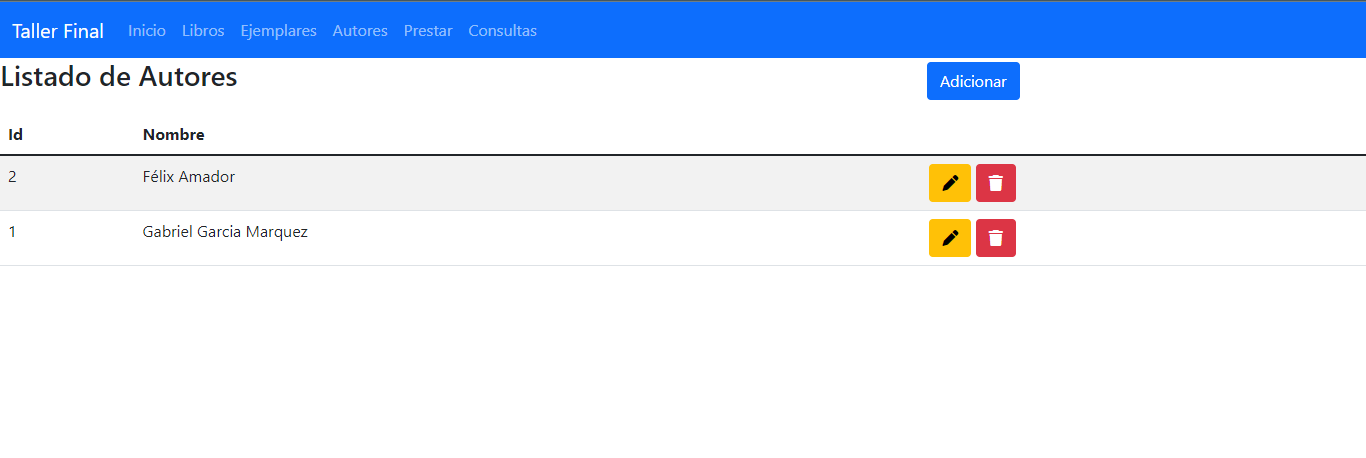 Taller Final Inicio Libros Ejemplares Autores Prestar Consultas
Listado de Autores Adicionar
Id Nombre
2 Félix Amador
1 Gabriel Garcia Marquez